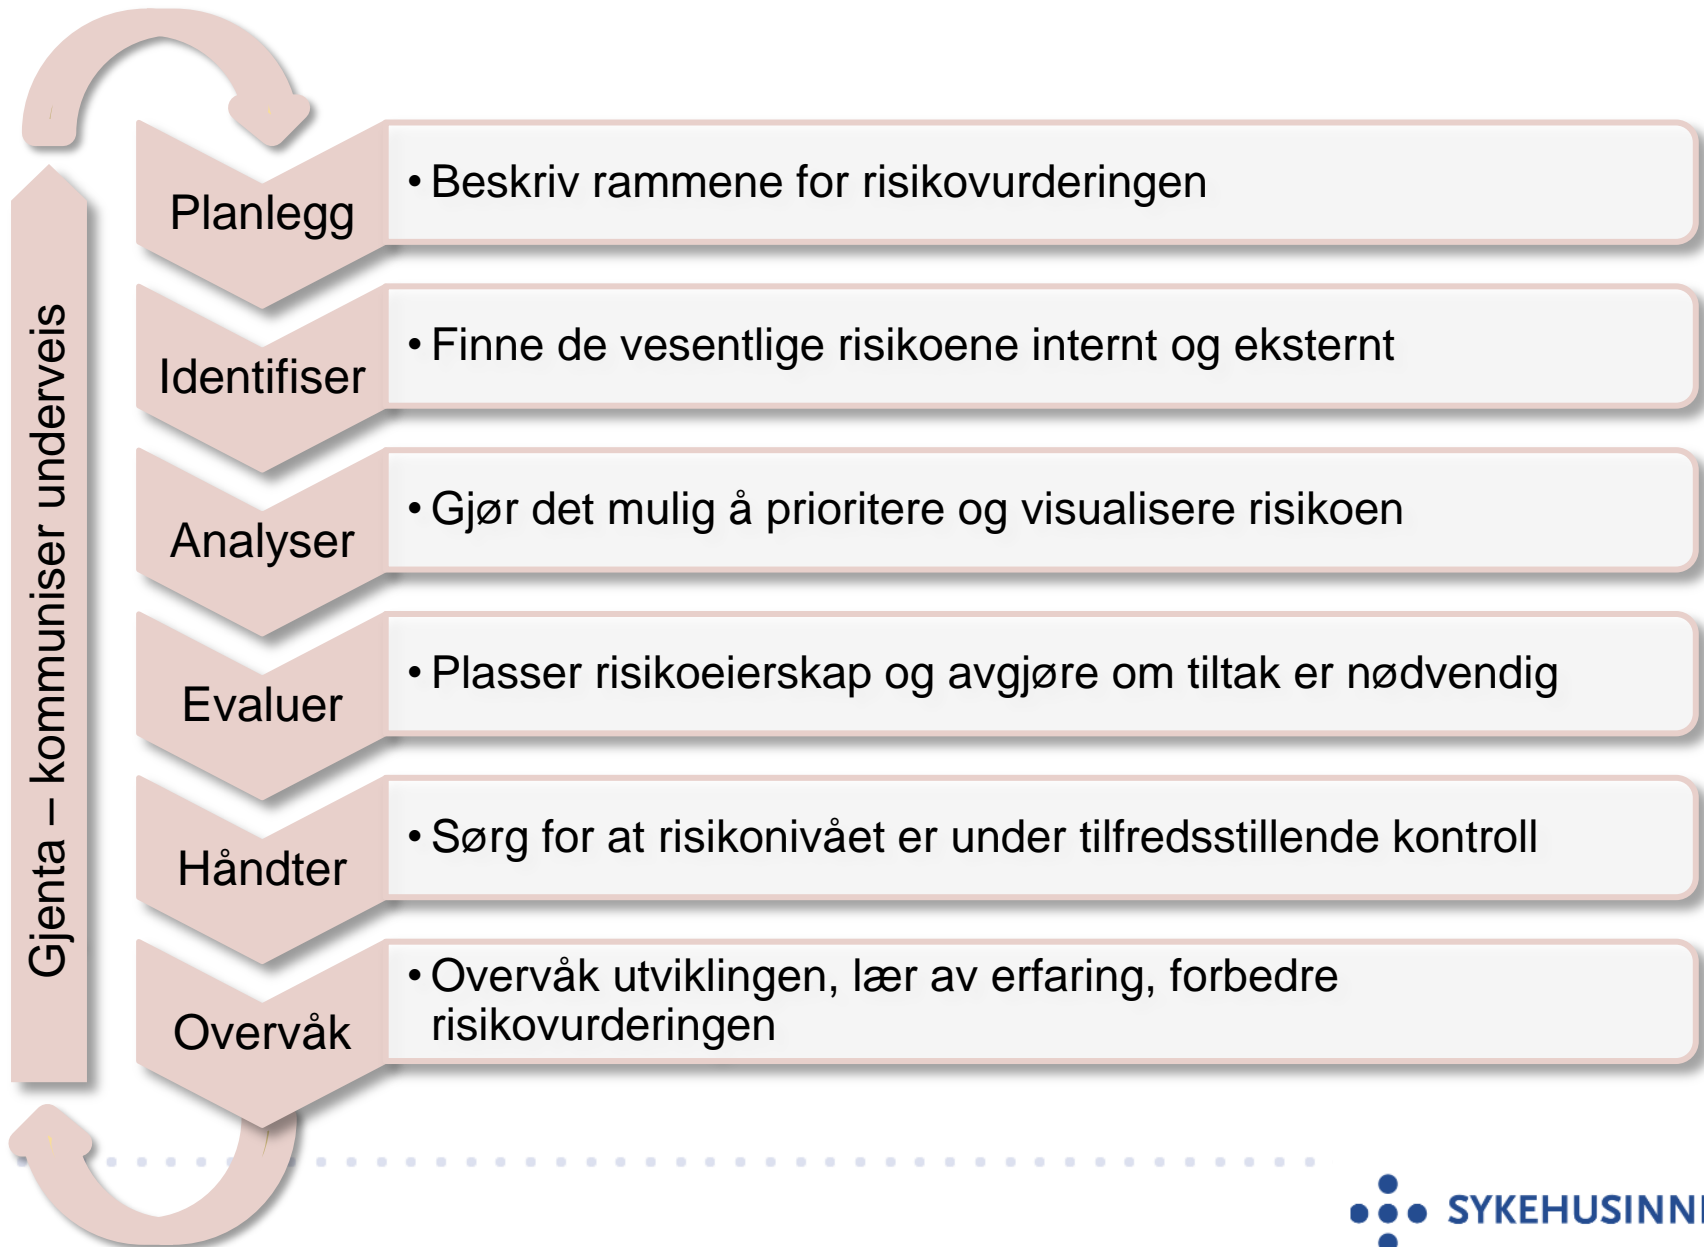 Gjenta – kommuniser underveis
Planlegg
• Beskriv rammene for risikovurderingen
Identifiser
• Finne de vesentlige risikoene internt og eksternt
Analyser
• Gjør det mulig å prioritere og visualisere risikoen
Evaluer
• Plasser risikoeierskap og avgjøre om tiltak er nødvendig
Håndter
• Sørg for at risikonivået er under tilfredsstillende kontroll
Overvåk
• Overvåk utviklingen, lær av erfaring, forbedre
risikovurderingen